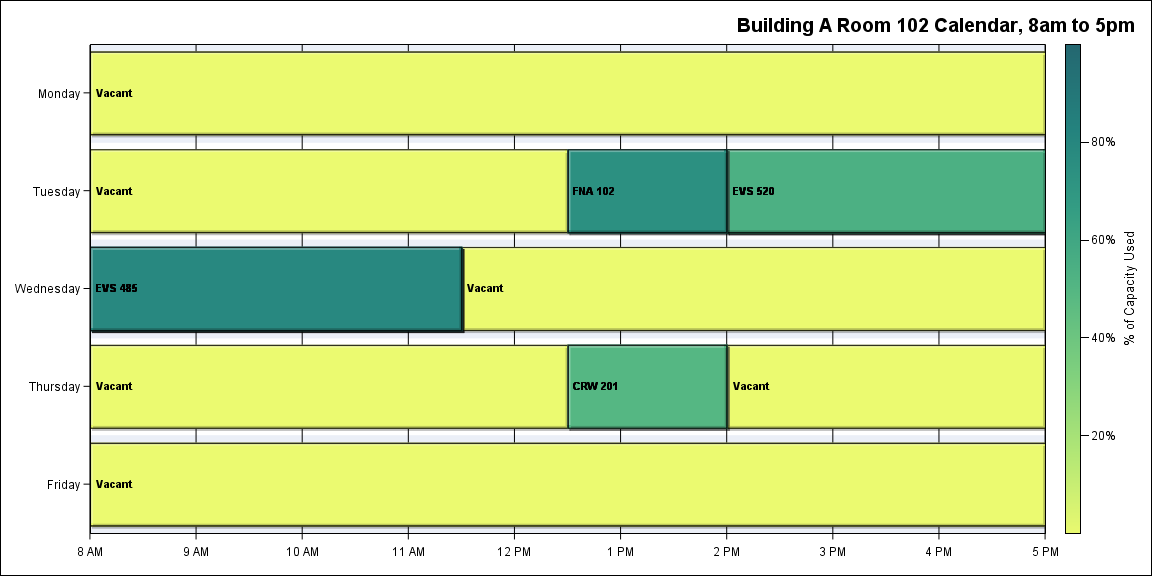 Building A Room 102 Calendar, 8am to 5pm
Monday
Vacant
Tuesday
Vacant
FNA 102
EVS 520
Wednesday
EVS 485
Vacant
Thursday
Vacant
CRW 201
Vacant
Friday
Vacant
8 AM
9 AM
10 AM
11 AM
12 PM
1 PM
2 PM
3 PM
4 PM
5 PM
80%
60%
40%
20%
% of Capacity Used